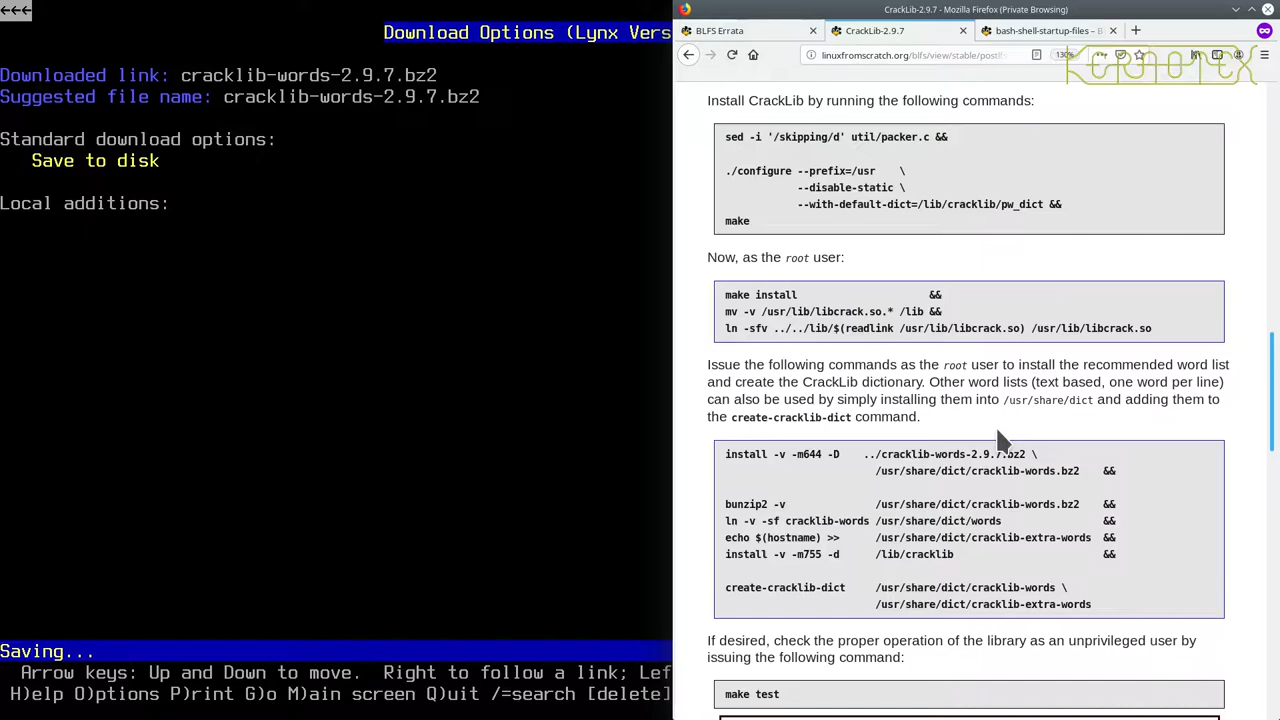 ←←←
Download Options (Lynx Vers
Downloaded link: cracklib-words-2.9.7.bz2
Suggested file name: cracklib-words-2.9.7.bz2
Standard download options:
Save to disk
Local additions:
Saving...
Arrow keys: Up and Down to move. Right to follow a link; Lef
H)elp O)ptions P)rint G)o M)ain screen Q)uit /=search [delete]
CrackLib-2.9.7 - Mozilla Firefox (Private Browsing)
BLFS Errata
CrackLib-2.9.7
bash-shell-startup-files – B
linuxfromscratch.org/blfs/view/stable/postlfs
130%
KERNOTEX
Install CrackLib by running the following commands:
sed -i '/skipping/d' util/packer.c &&
./configure --prefix=/usr \
--disable-static \
--with-default-dict=/lib/cracklib/pw_dict &&
make
Now, as the root user:
make install &&
mv -v /usr/lib/libcrack.so.* /lib &&
ln -sfv ../../lib/$(readlink /usr/lib/libcrack.so) /usr/lib/libcrack.so
Issue the following commands as the root user to install the recommended word list
and create the CrackLib dictionary. Other word lists (text based, one word per line)
can also be used by simply installing them into /usr/share/dict and adding them to
the create-cracklib-dict command.
install -v -m644 -D ../cracklib-words-2.9.7.bz2 \
/usr/share/dict/cracklib-words.bz2 &&
bunzip2 -v /usr/share/dict/cracklib-words.bz2 &&
ln -v -sf cracklib-words /usr/share/dict/words &&
echo $(hostname) >> /usr/share/dict/cracklib-extra-words &&
install -v -m755 -d /lib/cracklib &&
create-cracklib-dict /usr/share/dict/cracklib-words \
/usr/share/dict/cracklib-extra-words
If desired, check the proper operation of the library as an unprivileged user by
issuing the following command:
make test